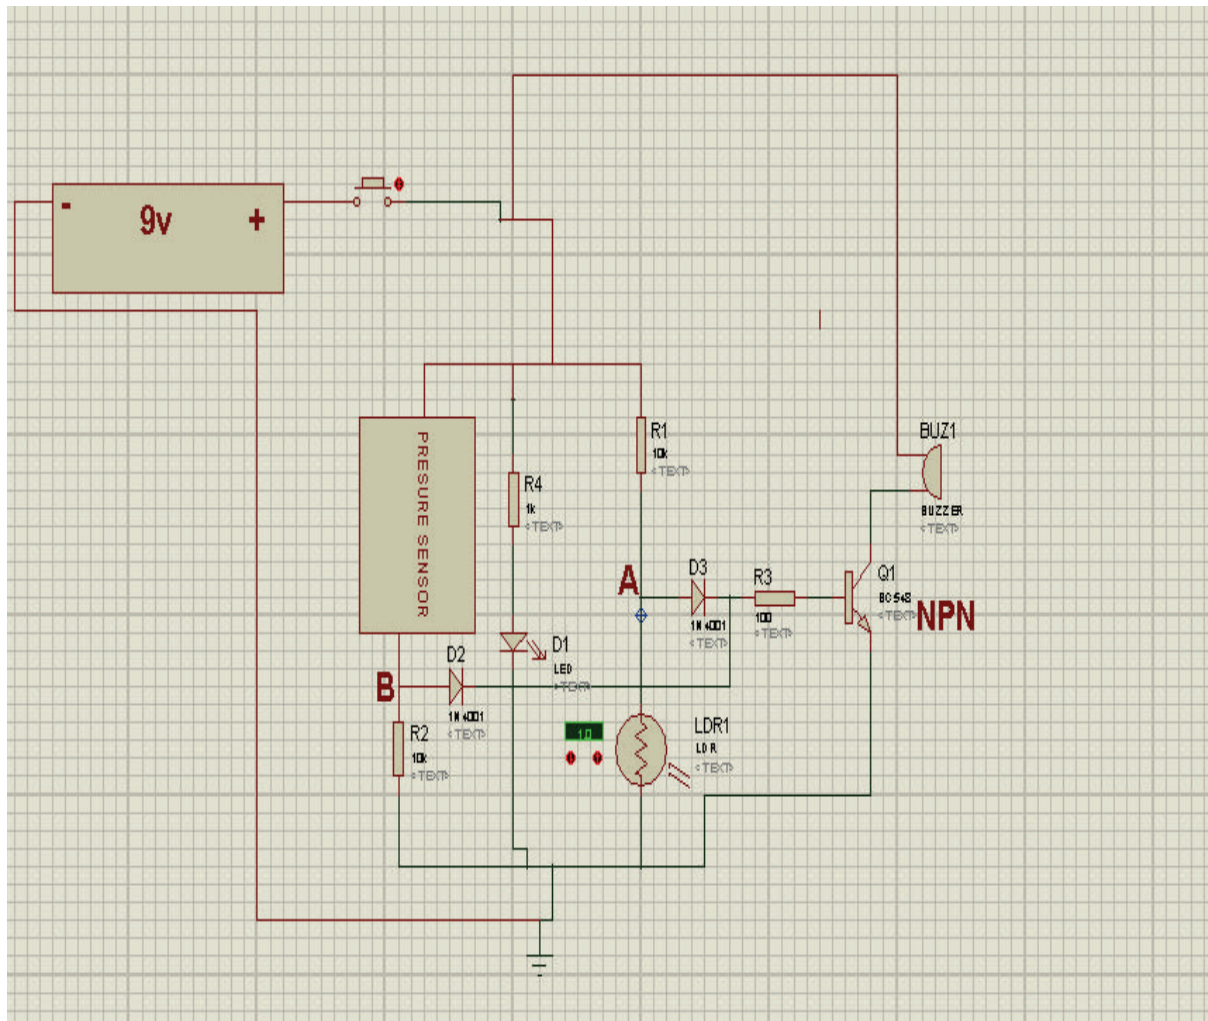 -
9v
+
PRESURE SENSOR
R1
10k
<TEXT>
R4
1k
<TEXT>
BUZ1
BUZZER
<TEXT>
A
D3
1N4001
<TEXT>
R3
100
<TEXT>
Q1
BC548
<TEXT>
NPN
D1
LED
<TEXT>
B
D2
1N4001
<TEXT>
R2
10k
<TEXT>
1.0
LDR1
LDR
<TEXT>